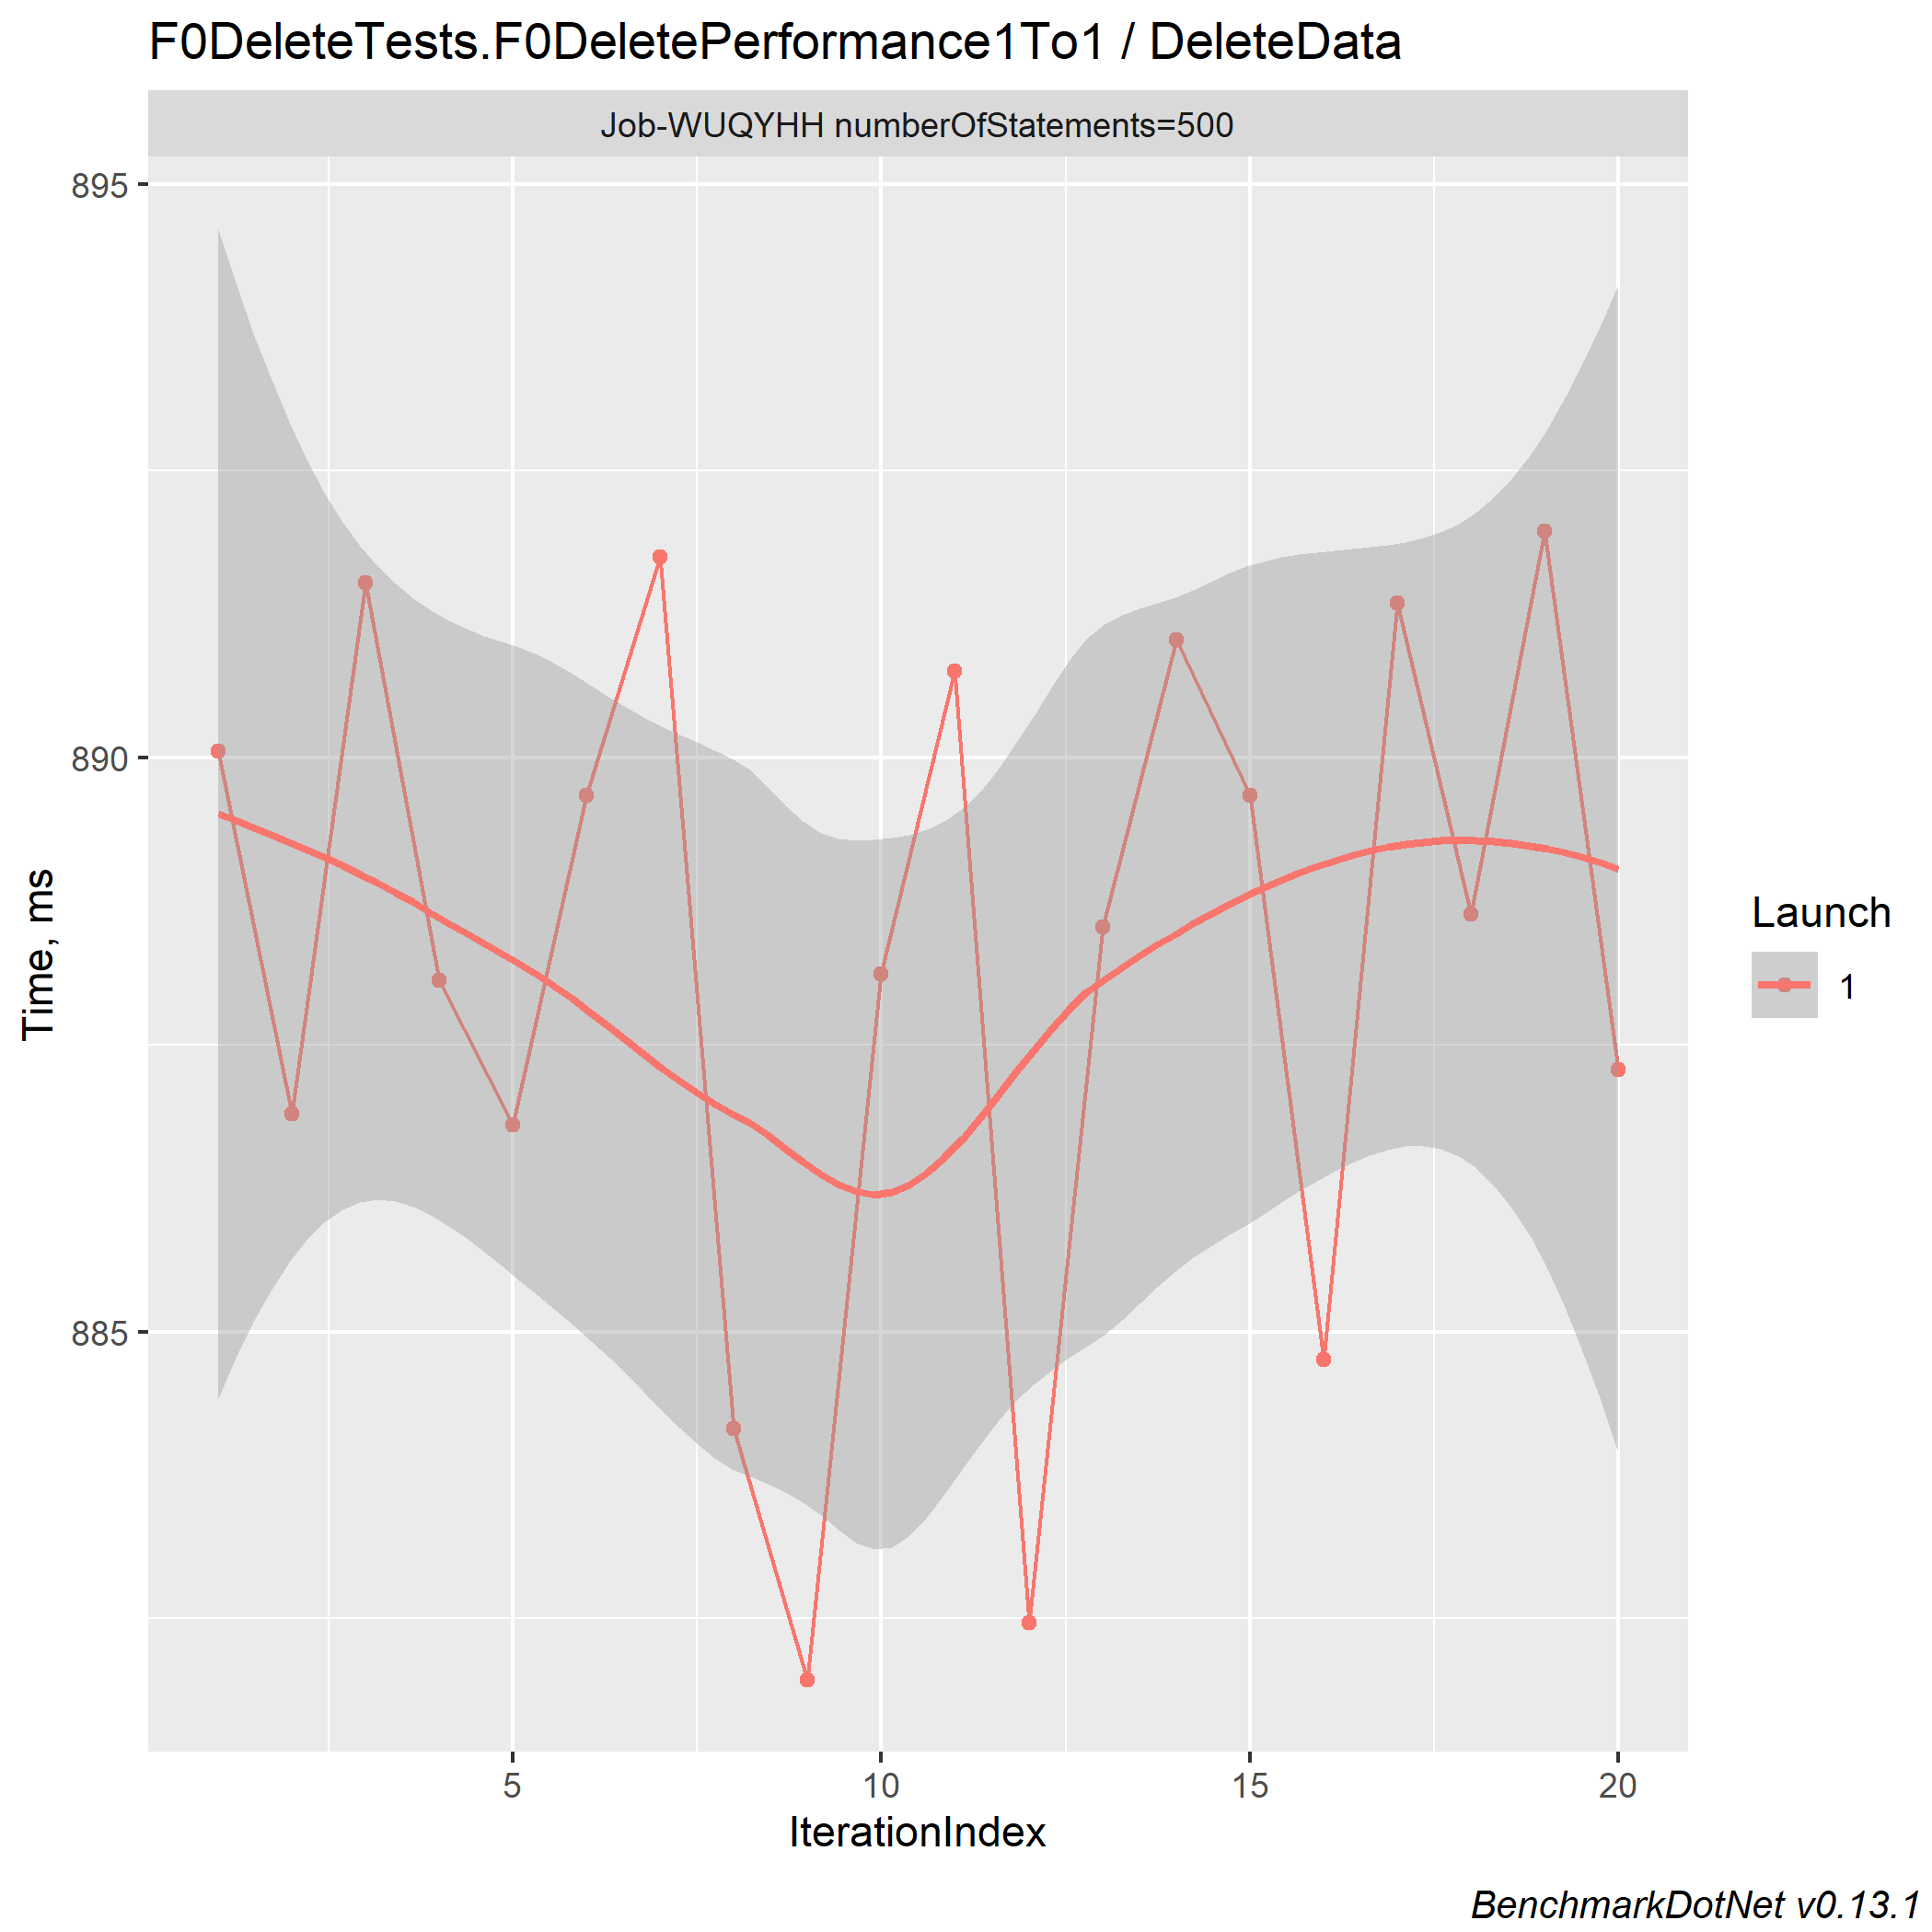 F0DeleteTests.F0DeletePerformance1To1 / DeleteData
Job-WUQYHH numberOfStatements=500
895
890
885
Time, ms
5 10 15 20
IterationIndex
Launch
1
BenchmarkDotNet v0.13.1